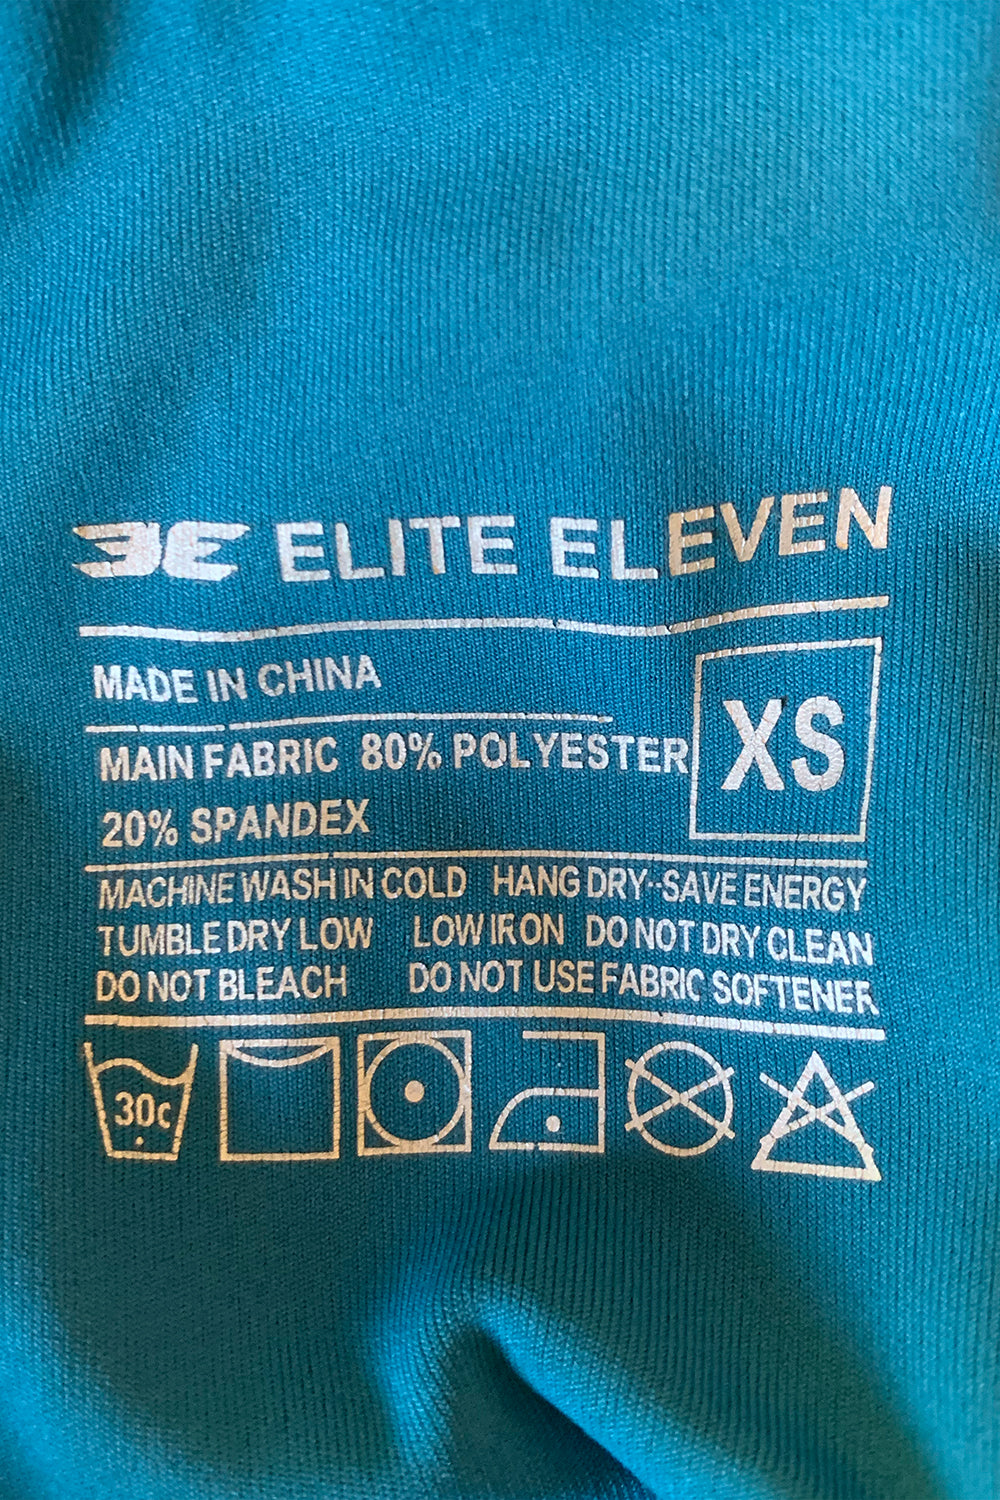 ELITE ELEVEN
MADE IN CHINA
XS
MAIN FABRIC 80% POLYESTER
20% SPANDEX
MACHINE WASH IN COLD HANG DRY--SAVE ENERGY
TUMBLE DRY LOW LOW IRON DO NOT DRY CLEAN
DO NOT BLEACH DO NOT USE FABRIC SOFTENER
30c